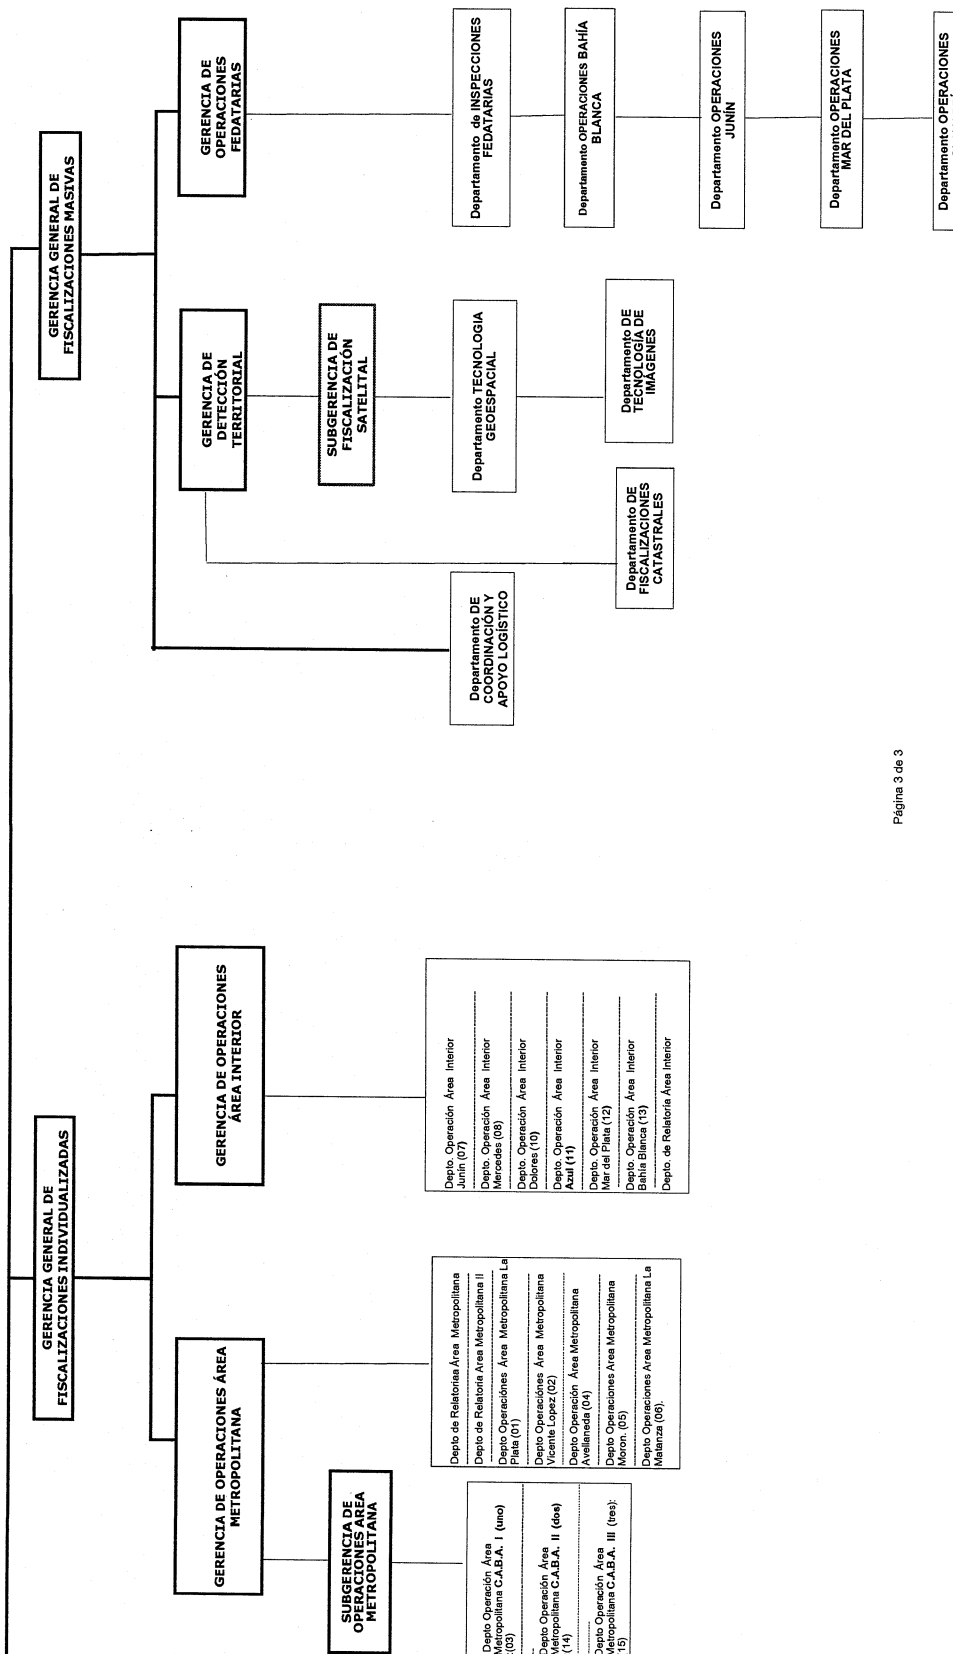 GERENCIA GENERAL DE
FISCALIZACIONES INDIVIDUALIZADAS
GERENCIA DE OPERACIONES ÁREA
METROPOLITANA
SUBGERENCIA DE
OPERACIONES AREA
METROPOLITANA
Depto Operación Área
Metropolitana C.A.B.A. I (uno)
(03)
Depto Operación Área
Metropolitana C.A.B.A. II (dos)
(14)
Depto Operación Área
Metropolitana C.A.B.A. III (tres):
(15)
Depto de Relatoriaa Área Metropolitana
Depto de Relatoria Area Metropolitana II
Depto Operaciónes Área Metropolitana La
Plata (01)
Depto Operaciónes Área Metropolitana
Vicente Lopez (02)
Depto Operación Área Metropolitana
Avellaneda (04)
Depto Operaciones Area Metropolitana
Moron. (05)
Depto Operaciones Area Metropolitana La
Matanza (06).
GERENCIA DE OPERACIONES
ÁREA INTERIOR
Depto. Operación Área Interior
Junín (07)
Depto. Operación Área Interior
Mercedes (08)
Depto. Operación Área Interior
Dolores (10)
Depto. Operación Área Interior
Azul (11)
Depto. Operación Área Interior
Mar del Plata (12)
Depto. Operación Área Interior
Bahía Blanca (13)
Depto. de Relatoría Área Interior
GERENCIA GENERAL DE
FISCALIZACIONES MASIVAS
Departamento DE
COORDINACIÓN Y
APOYO LOGÍSTICO
GERENCIA DE
DETECCIÓN
TERRITORIAL
SUBGERENCIA DE
FISCALIZACIÓN
SATELITAL
Departamento TECNOLOGIA
GEOESPACIAL
Departamento DE
FISCALIZACIONES
CATASTRALES
Departamento DE
TECNOLOGÍA DE
IMÁGENES
GERENCIA DE
OPERACIONES
FEDATARIAS
Departamento de INSPECCIONES
FEDATARIAS
Departamento OPERACIONES BAHÍA
BLANCA
Departamento OPERACIONES
JUNÍN
Departamento OPERACIONES
MAR DEL PLATA
Departamento OPERACIONES
Página 3 de 3